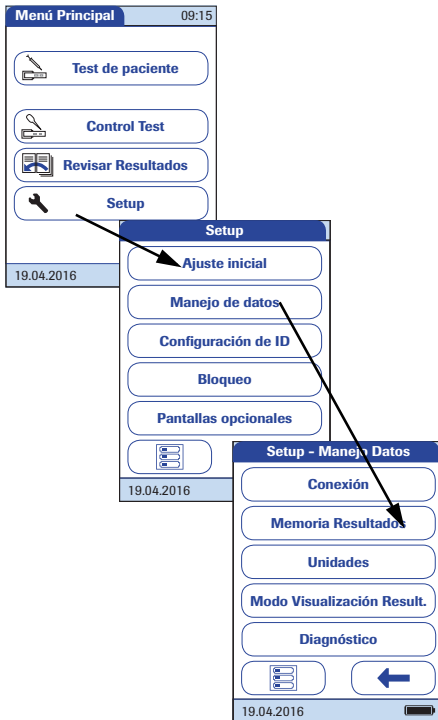 Menú Principal 09:15
Test de paciente
Control Test
Revisar Resultados
Setup
19.04.2016
Setup
Ajuste inicial
Manejo de datos
Configuración de ID
Bloqueo
Pantallas opcionales
19.04.2016
Setup - Manejo Datos
Conexión
Memoria Resultados
Unidades
Modo Visualización Result.
Diagnóstico
19.04.2016